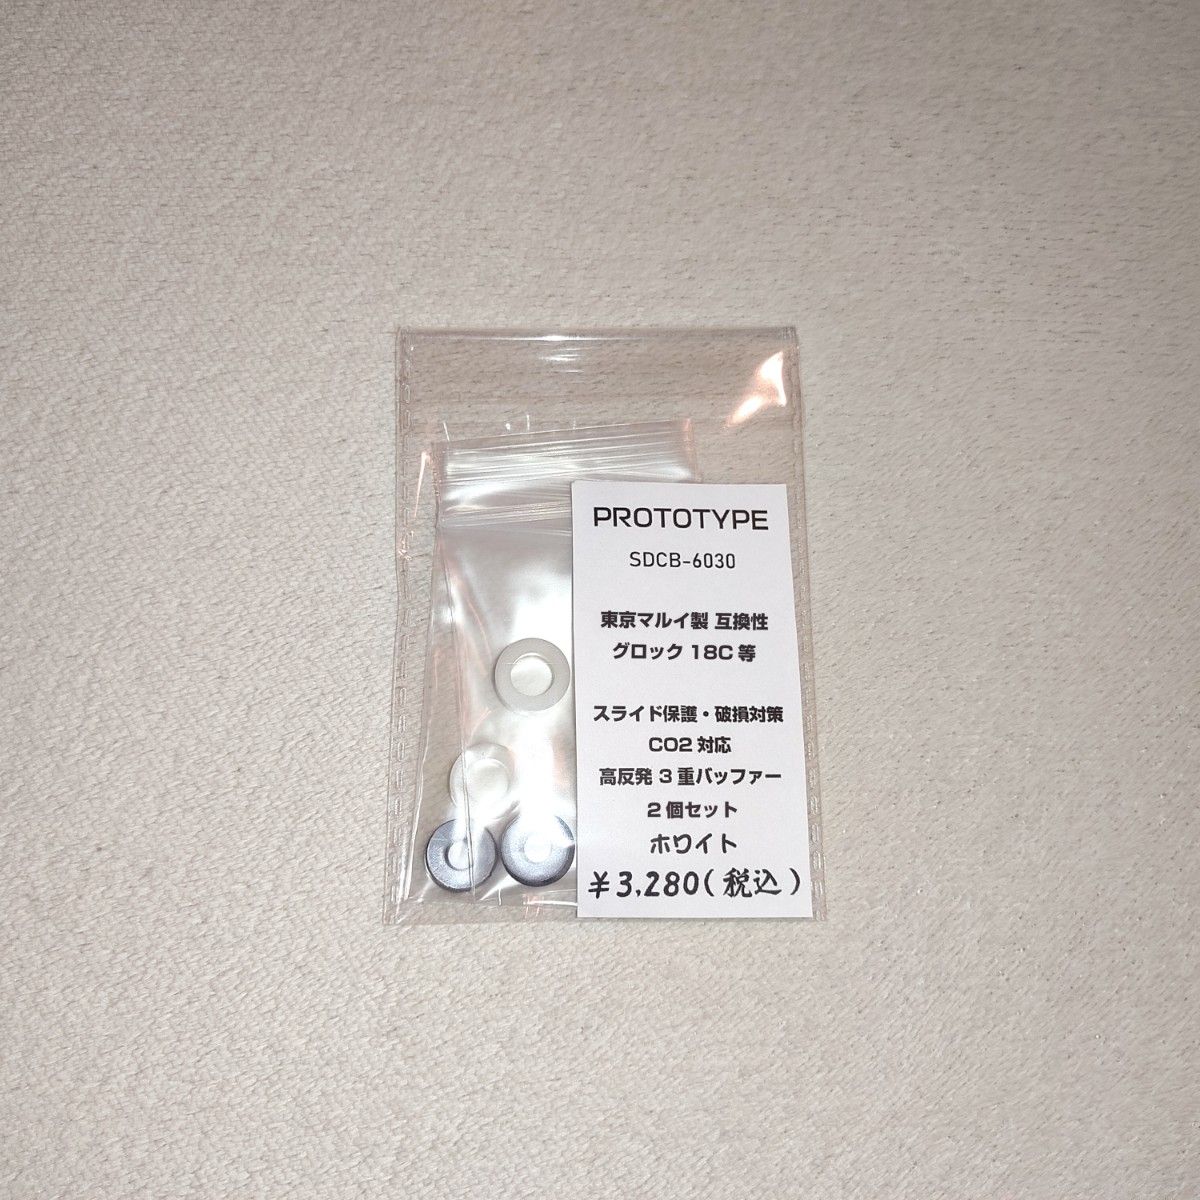 PROTOTYPE
SDCB-6030
東京マルイ製 互換性
グロック 18C 等
スライド保護・破損対策
CO2 対応
高反発 3 重バッファー
2 個セット
ホワイト
￥3,280(税込)